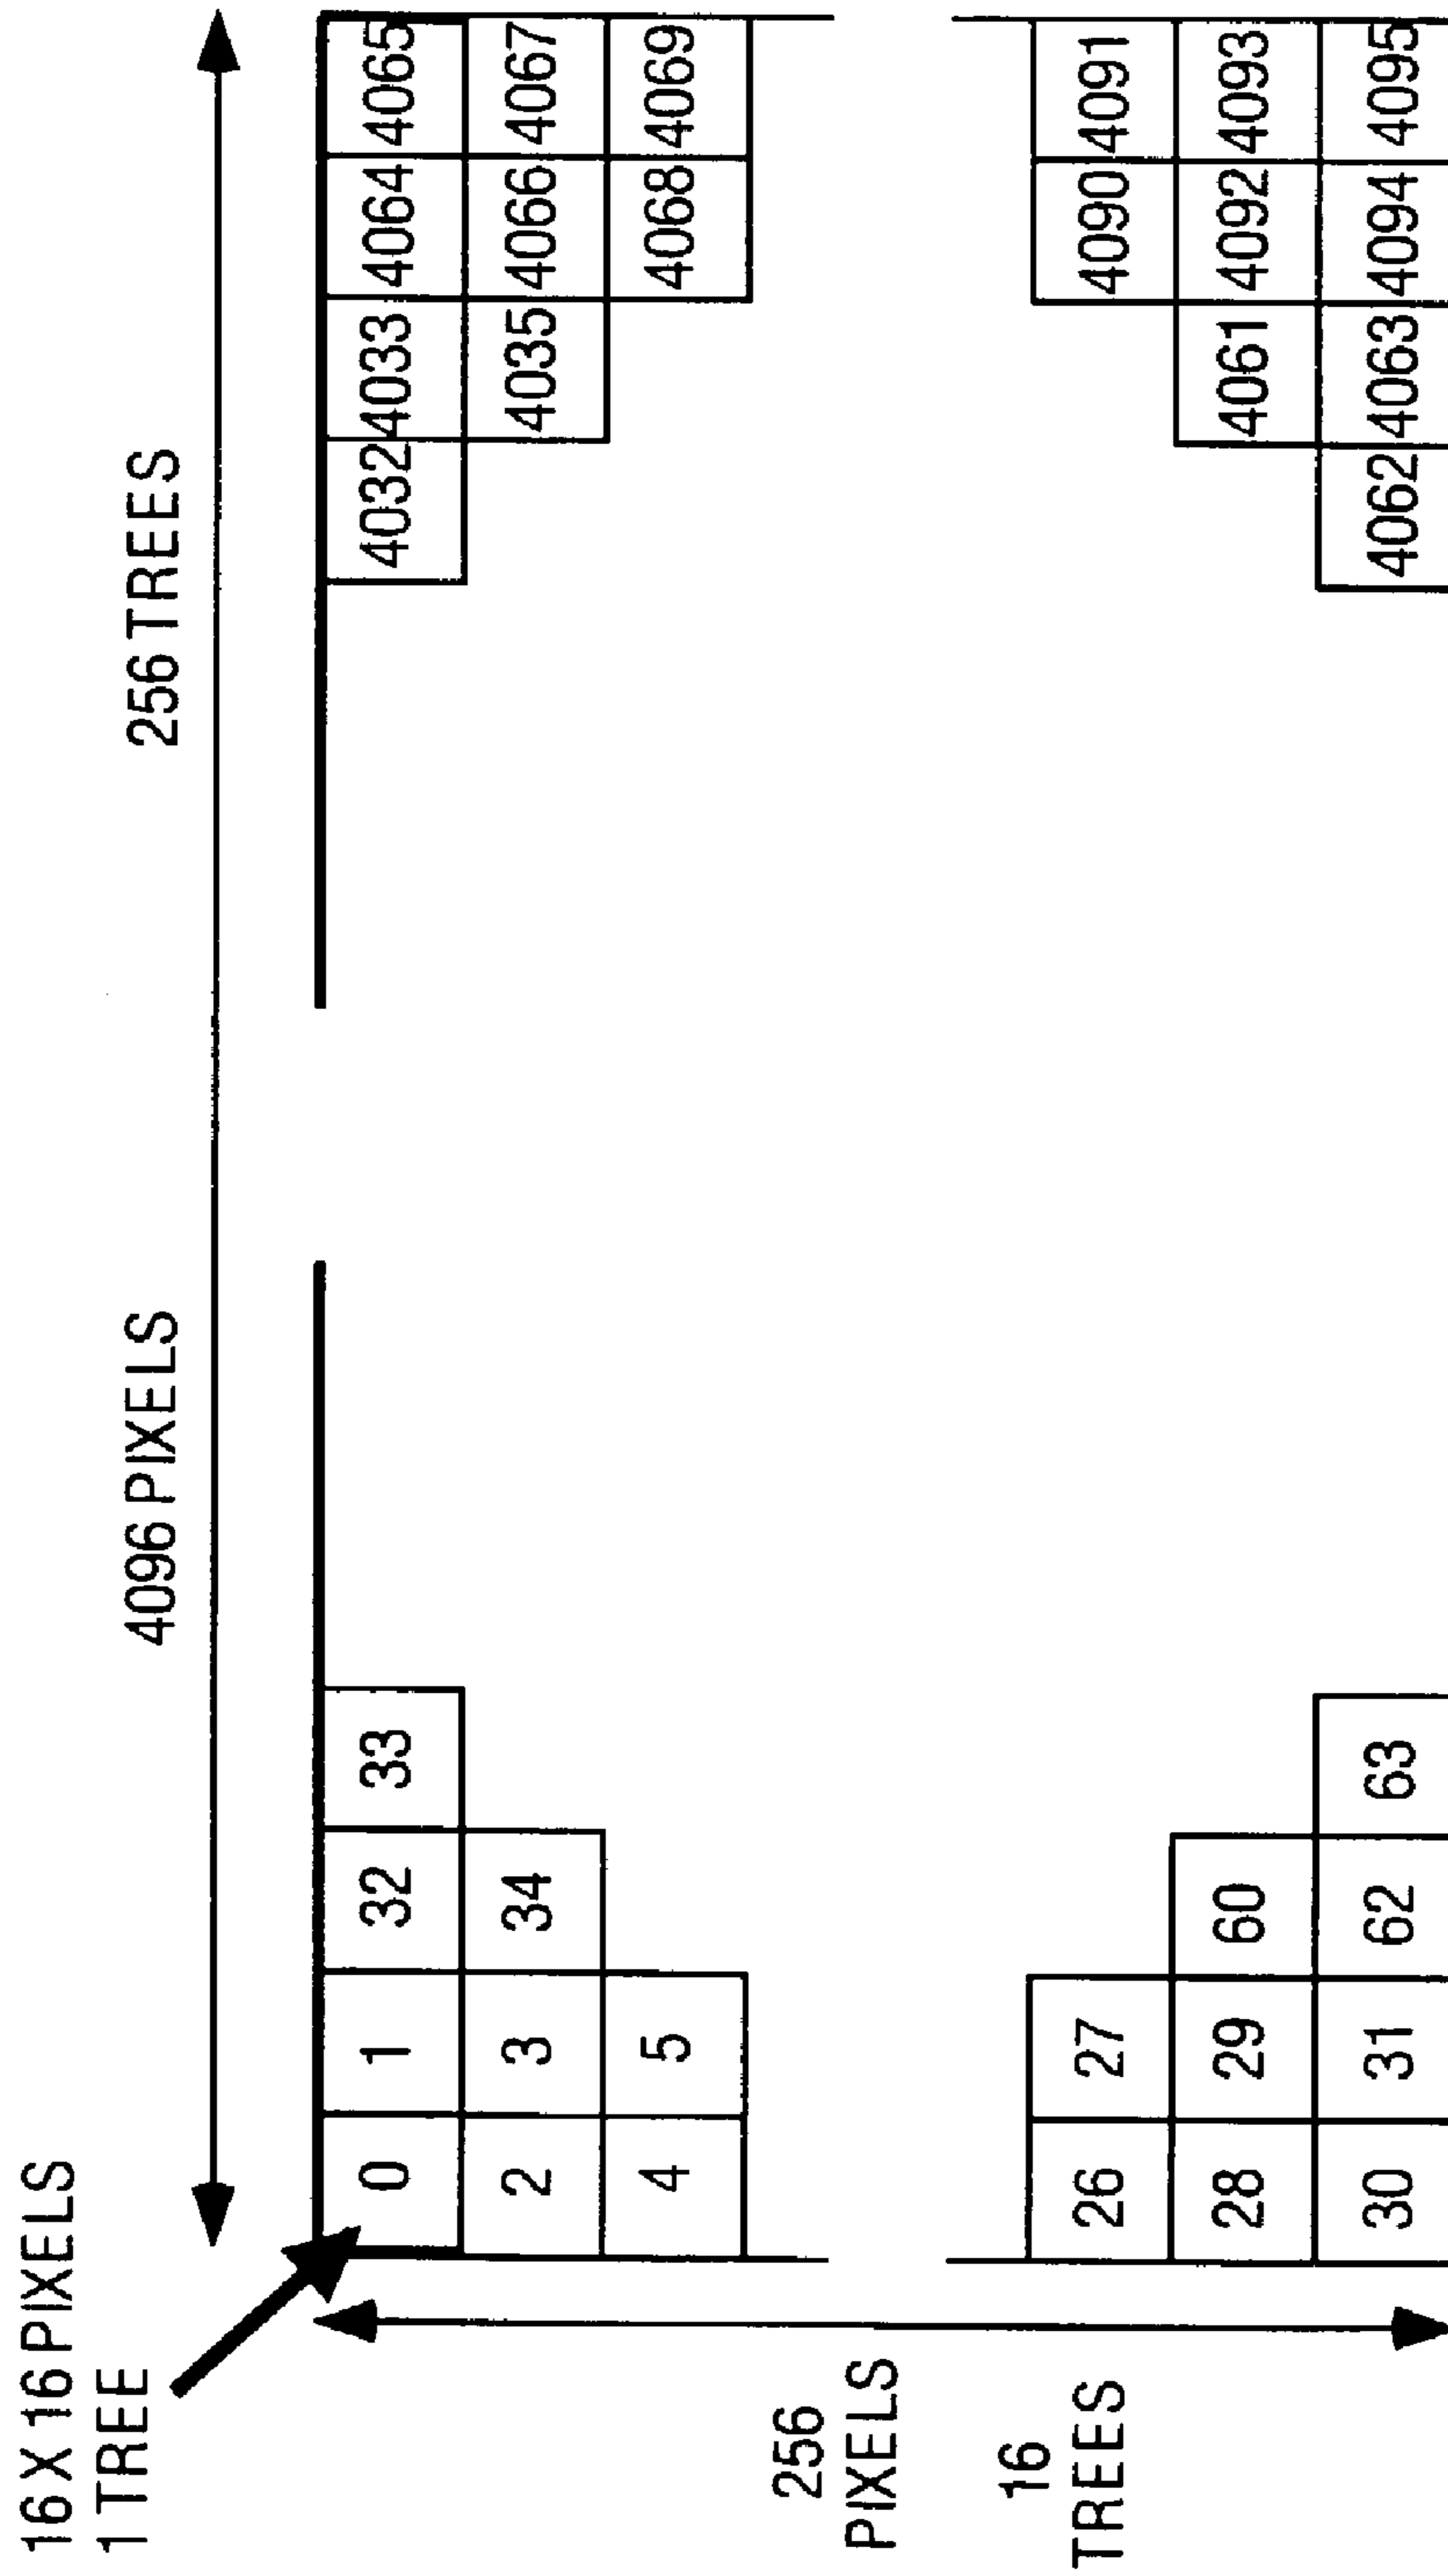 16 X 16 PIXELS
1 TREE
4096 PIXELS
256 TREES
0 1 32 33
4032 4033 4064 4065
2 3 34
4035 4066 4067
4 5
4068 4069
256
PIXELS
16
TREES
26 27
4090 4091
28 29 60
4061 4092 4093
30 31 62 63
4062 4063 4094 4095